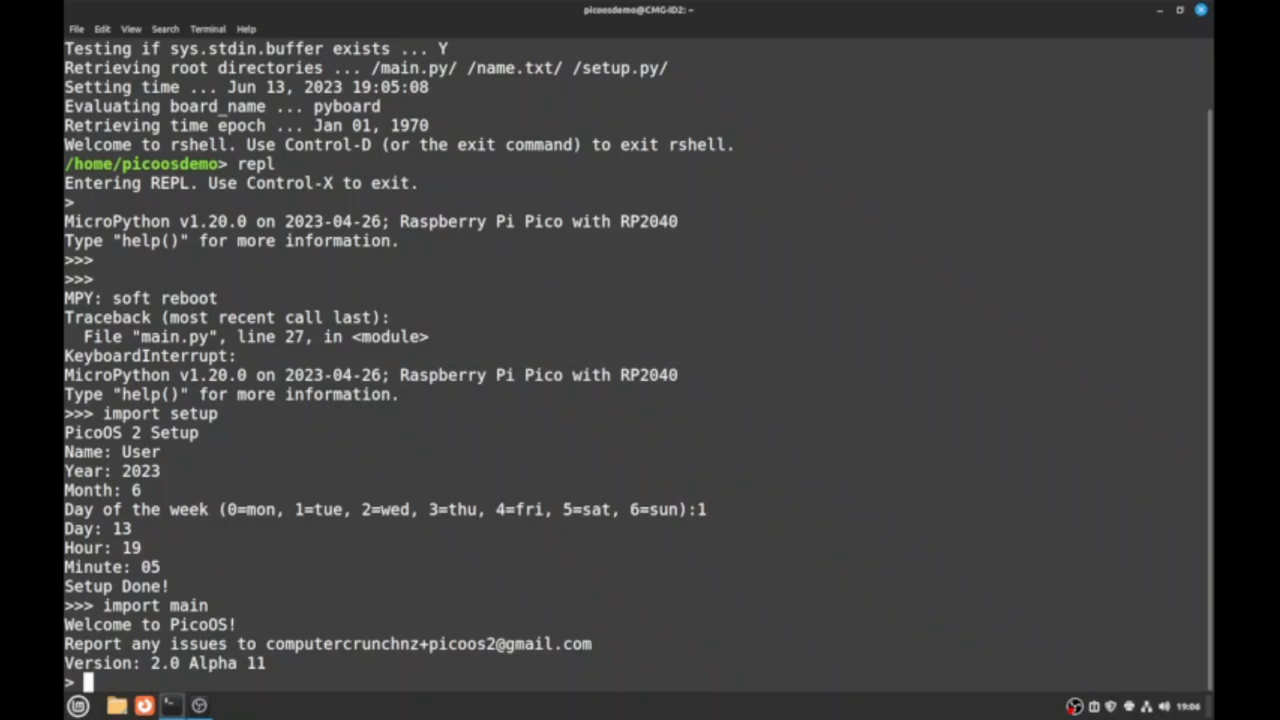 picoosdemo@CMG-ID2: ~
File Edit View Search Terminal Help
Testing if sys.stdin.buffer exists ... Y
Retrieving root directories ... /main.py/ /name.txt/ /setup.py/
Setting time ... Jun 13, 2023 19:05:08
Evaluating board_name ... pyboard
Retrieving time epoch ... Jan 01, 1970
Welcome to rshell. Use Control-D (or the exit command) to exit rshell.
/home/picoosdemo> repl
Entering REPL. Use Control-X to exit.
>
MicroPython v1.20.0 on 2023-04-26; Raspberry Pi Pico with RP2040
Type "help()" for more information.
>>>
>>>
MPY: soft reboot
Traceback (most recent call last):
  File "main.py", line 27, in <module>
KeyboardInterrupt:
MicroPython v1.20.0 on 2023-04-26; Raspberry Pi Pico with RP2040
Type "help()" for more information.
>>> import setup
PicoOS 2 Setup
Name: User
Year: 2023
Month: 6
Day of the week (0=mon, 1=tue, 2=wed, 3=thu, 4=fri, 5=sat, 6=sun):1
Day: 13
Hour: 19
Minute: 05
Setup Done!
>>> import main
Welcome to PicoOS!
Report any issues to computercrunchnz+picoos2@gmail.com
Version: 2.0 Alpha 11
>
19:06